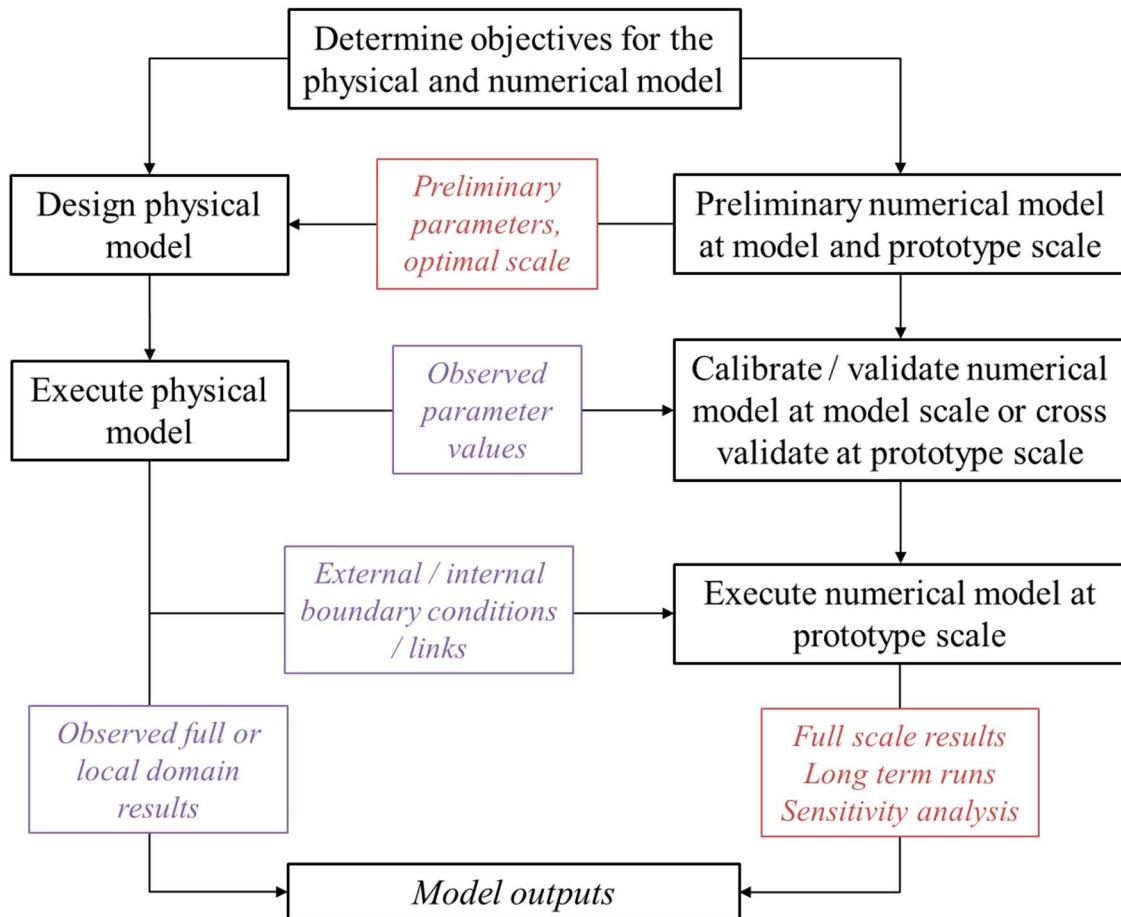 Determine objectives for the
physical and numerical model
Design physical
model
Preliminary
parameters,
optimal scale
Preliminary numerical model
at model and prototype scale
Execute physical
model
Observed
parameter
values
Calibrate / validate numerical
model at model scale or cross
validate at prototype scale
External / internal
boundary conditions
/ links
Execute numerical model at
prototype scale
Observed full or
local domain
results
Full scale results
Long term runs
Sensitivity analysis
Model outputs